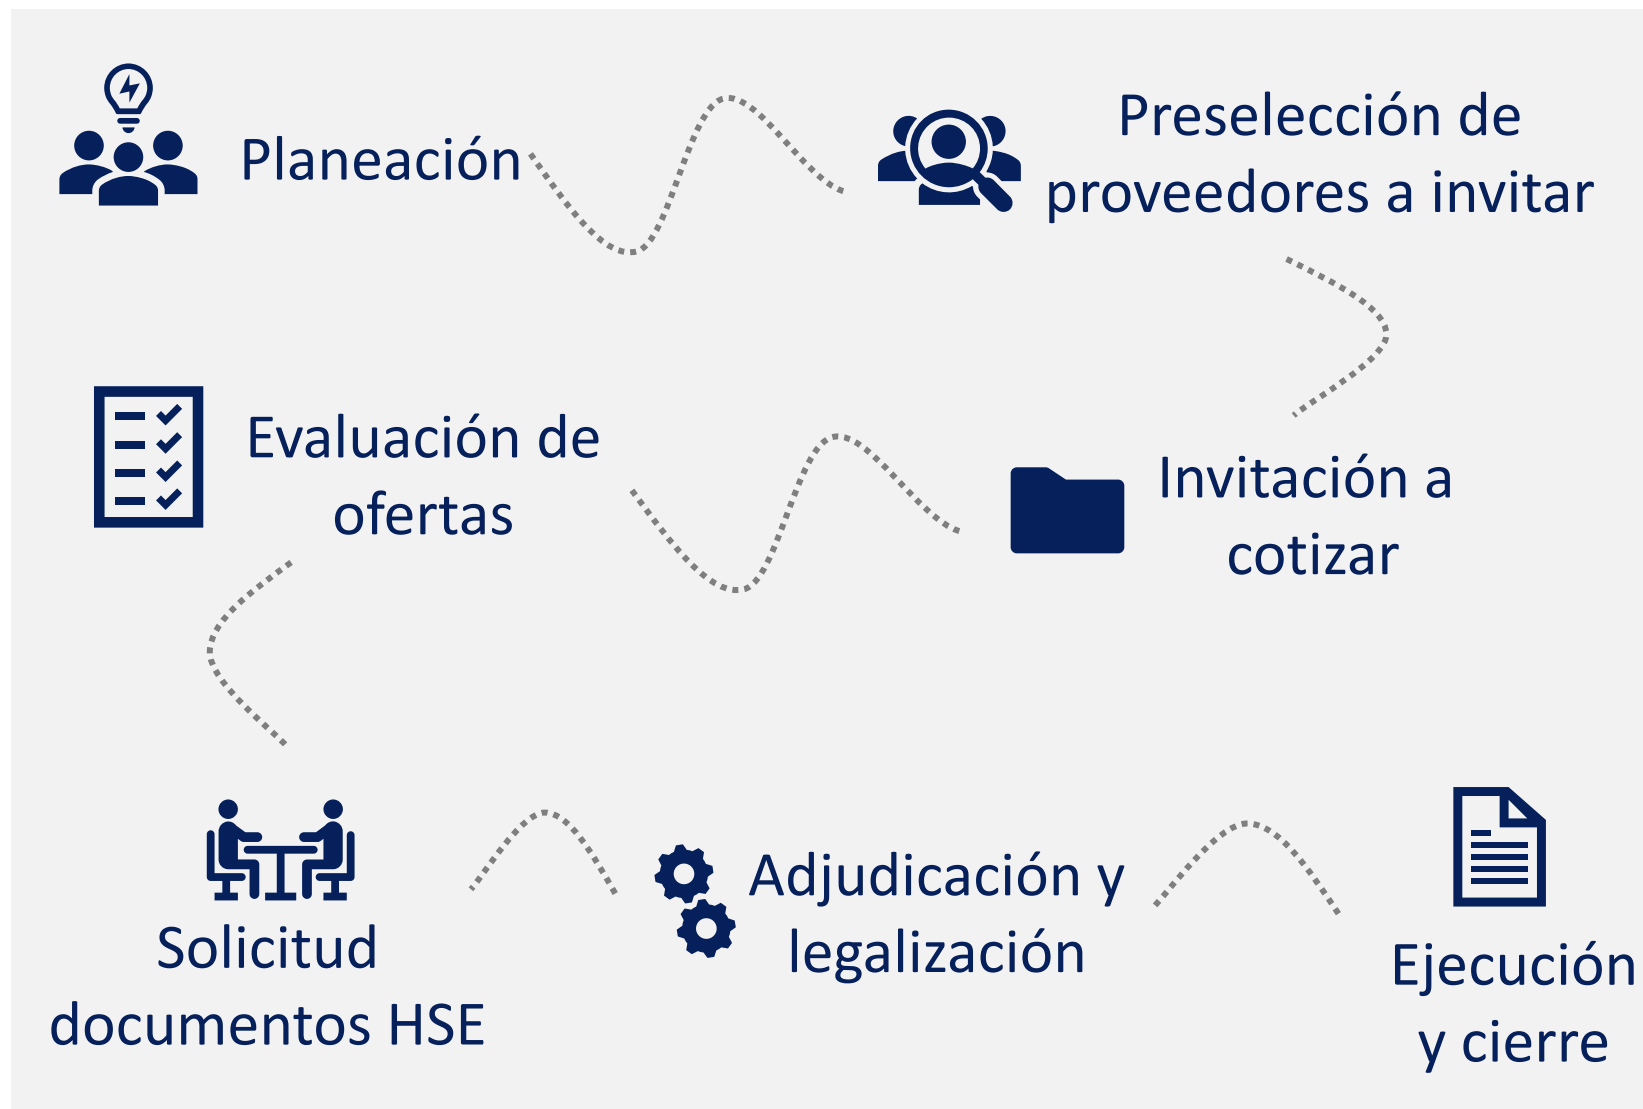 Planeación
Preselección de
proveedores a invitar
Evaluación de
ofertas
Invitación a
cotizar
Solicitud
documentos HSE
Adjudicación y
legalización
Ejecución
y cierre